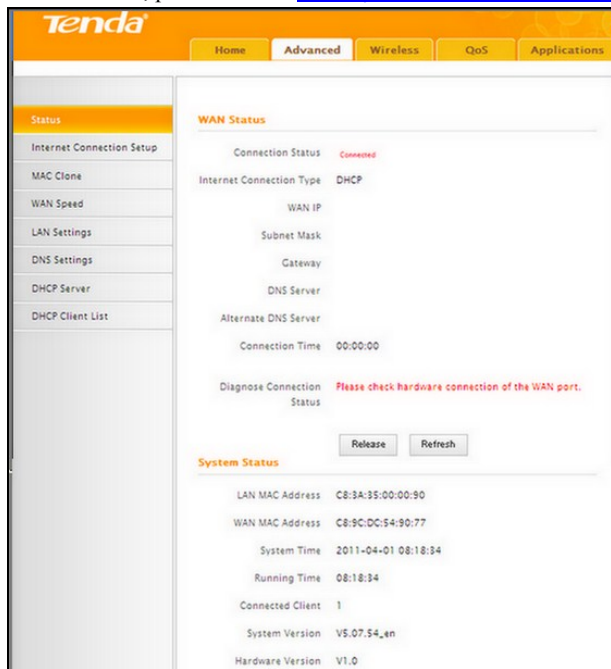 Tenda
Home Advanced Wireless QoS Applications
Status
Internet Connection Setup
MAC Clone
WAN Speed
LAN Settings
DNS Settings
DHCP Server
DHCP Client List
WAN Status
Connection Status Connected
Internet Connection Type DHCP
WAN IP
Subnet Mask
Gateway
DNS Server
Alternate DNS Server
Connection Time 00:00:00
Diagnose Connection Status Please check hardware connection of the WAN port.
Release Refresh
System Status
LAN MAC Address C8:3A:35:00:00:90
WAN MAC Address C8:9C:DC:54:90:77
System Time 2011-04-01 08:18:34
Running Time 08:18:34
Connected Client 1
System Version V5.07.54_en
Hardware Version V1.0